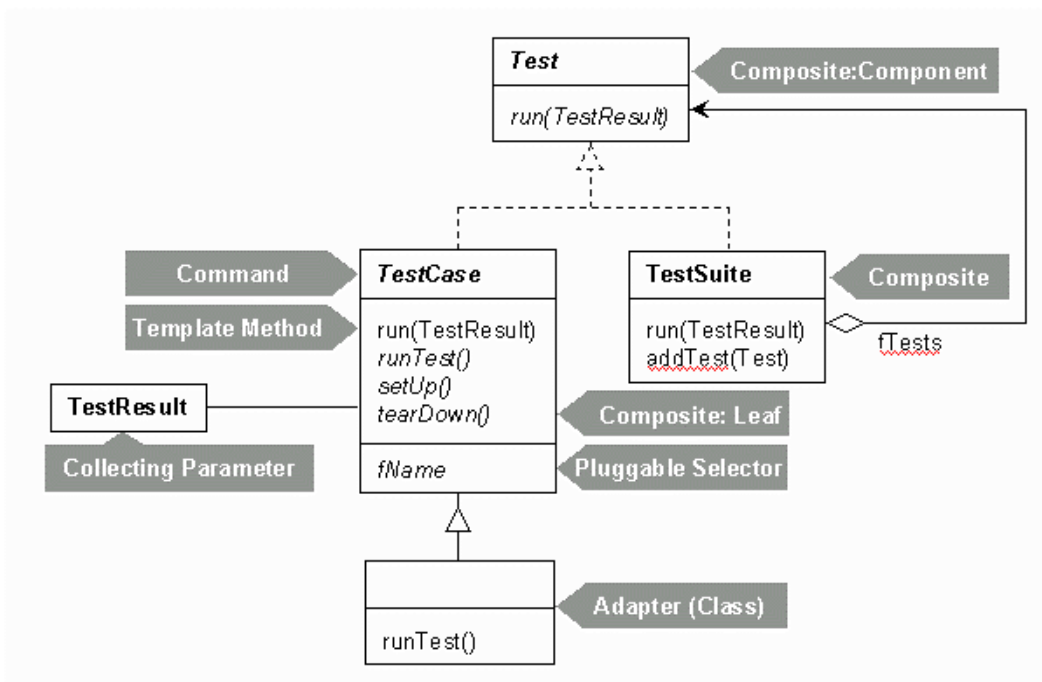 Test
Composite:Component
run(TestResult)
Command
TestCase
TestSuite
Composite
Template Method
run(TestResult)
runTest()
setUp()
tearDown()
run(TestResult)
addTest(Test)
fTests
TestResult
Composite: Leaf
Collecting Parameter
fName
Pluggable Selector
Adapter (Class)
runTest()